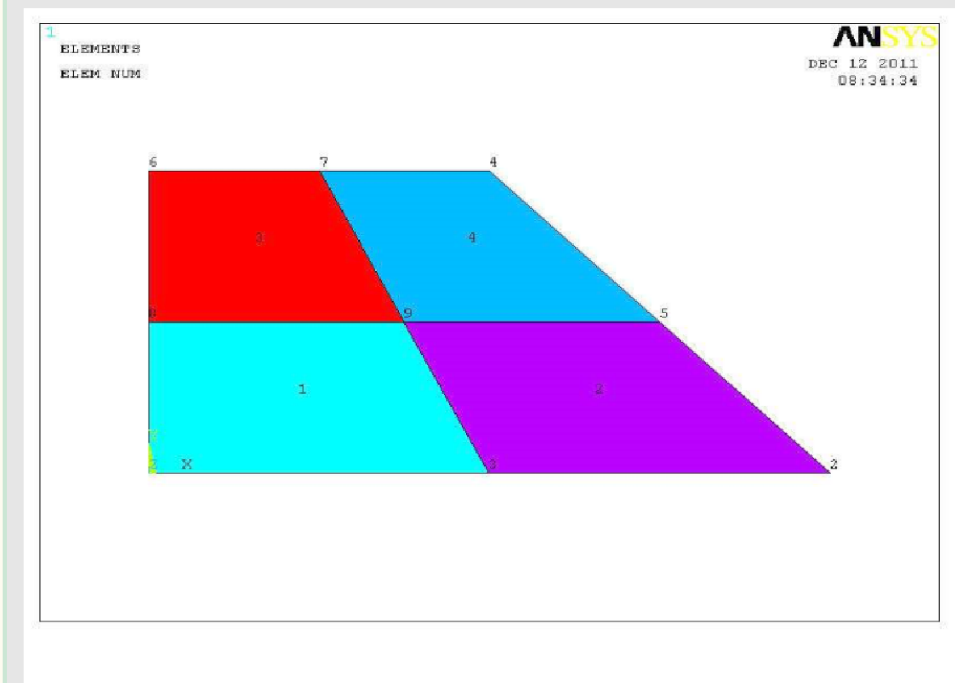 1
ELEMENTS
ELEM NUM
ANSYS
DEC 12 2011
08:34:34
6 7 4
3 4
8 9 5
1 2
X 3 2